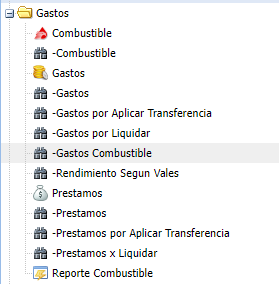 Gastos
Combustible
-Combustible
Gastos
-Gastos
-Gastos por Aplicar Transferencia
-Gastos por Liquidar
-Gastos Combustible
-Rendimiento Segun Vales
Prestamos
-Prestamos
-Prestamos por Aplicar Transferencia
-Prestamos x Liquidar
Reporte Combustible